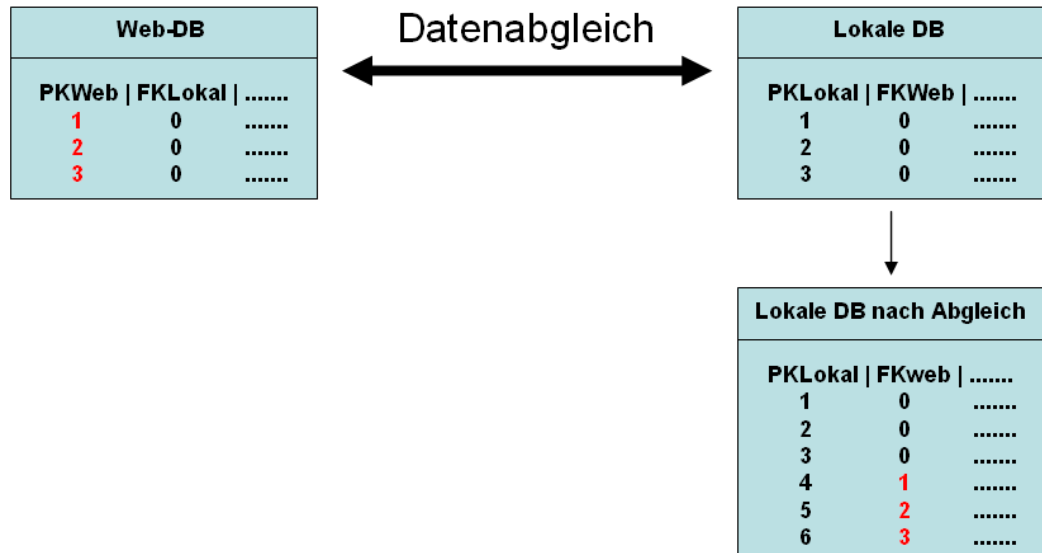 Web-DB
PKWeb | FKLokal | .......
1 0 .......
2 0 .......
3 0 .......
Datenabgleich
Lokale DB
PKLokal | FKWeb | .......
1 0 .......
2 0 .......
3 0 .......
Lokale DB nach Abgleich
PKLokal | FKweb | .......
1 0 .......
2 0 .......
3 0 .......
4 1 .......
5 2 .......
6 3 .......